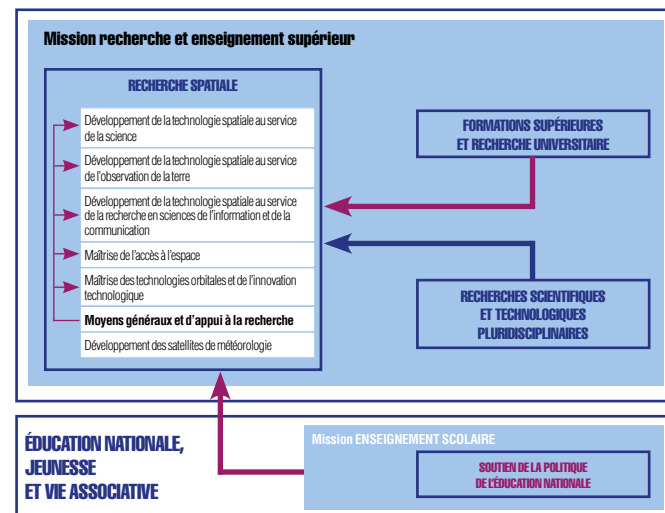 Mission recherche et enseignement supérieur
RECHERCHE SPATIALE
Développement de la technologie spatiale au service
de la science
Développement de la technologie spatiale au service
de l'observation de la terre
Développement de la technologie spatiale au service
de la recherche en sciences de l'information et de la
communication
Maîtrise de l'accès à l'espace
Maîtrise des technologies orbitales et de l'innovation
technologique
Moyens généraux et d'appui à la recherche
Développement des satellites de météorologie
FORMATIONS SUPÉRIEURES
ET RECHERCHE UNIVERSITAIRE
RECHERCHES SCIENTIFIQUES
ET TECHNOLOGIQUES
PLURIDISCIPLINAIRES
ÉDUCATION NATIONALE,
JEUNESSE
ET VIE ASSOCIATIVE
Mission ENSEIGNEMENT SCOLAIRE
SOUTIEN DE LA POLITIQUE
DE L'ÉDUCATION NATIONALE